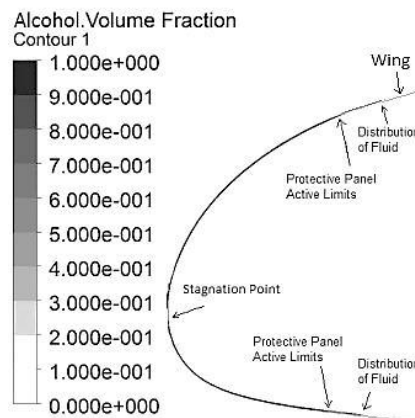 Alcohol.Volume Fraction
Contour 1
1.000e+000
9.000e-001
8.000e-001
7.000e-001
6.000e-001
5.000e-001
4.000e-001
3.000e-001
2.000e-001
1.000e-001
0.000e+000
Wing
Distribution
of Fluid
Protective Panel
Active Limits
Stagnation Point
Protective Panel
Active Limits
Distribution
of Fluid